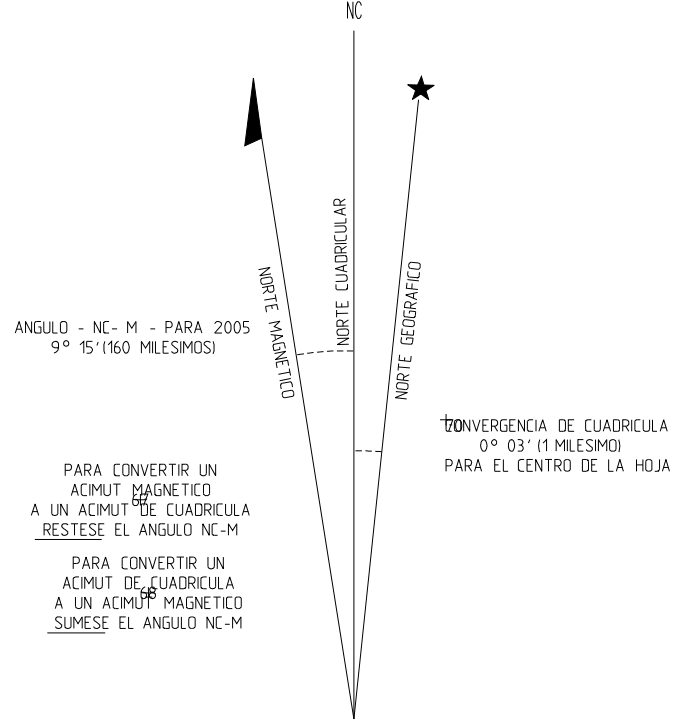 NC
NORTE MAGNETICO
NORTE CUADRICULAR
NORTE GEOGRAFICO
ANGULO - NC- M - PARA 2005
9° 15'(160 MILESIMOS)
CONVERGENCIA DE CUADRICULA
0° 03' (1 MILESIMO)
PARA EL CENTRO DE LA HOJA
PARA CONVERTIR UN
ACIMUT MAGNETICO
A UN ACIMUT DE CUADRICULA
RESTESE EL ANGULO NC-M
PARA CONVERTIR UN
ACIMUT DE CUADRICULA
A UN ACIMUT MAGNETICO
SUMESE EL ANGULO NC-M